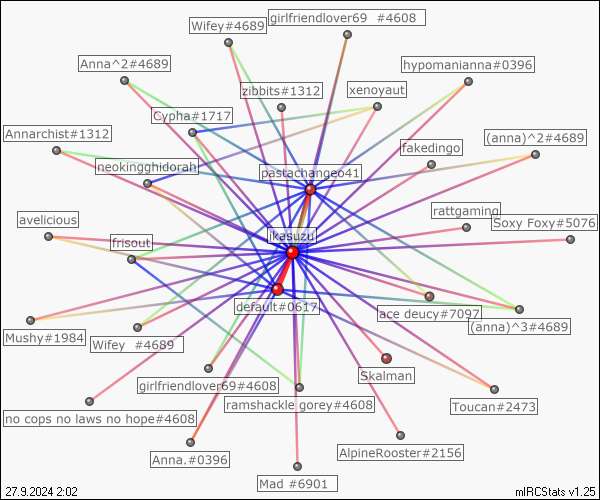 girlfriendlover69 #4608
Wifey#4689
Anna^2#4689
hypomanianna#0396
zibbits#1312
xenoyaut
Cypha#1717
Annarchist#1312
(anna)^2#4689
fakedingo
neokingghidorah
pastachangeo41
avelicious
rattgaming
Soxy Foxy#5076
ikasuzu
frisout
default#0617
ace deucy#7097
(anna)^3#4689
Mushy#1984
Wifey #4689
Skalman
girlfriendlover69#4608
ramshackle gorey#4608
Toucan#2473
no cops no laws no hope#4608
Anna.#0396
AlpineRooster#2156
Mad #6901
27.9.2024 2:02
mIRCStats v1.25